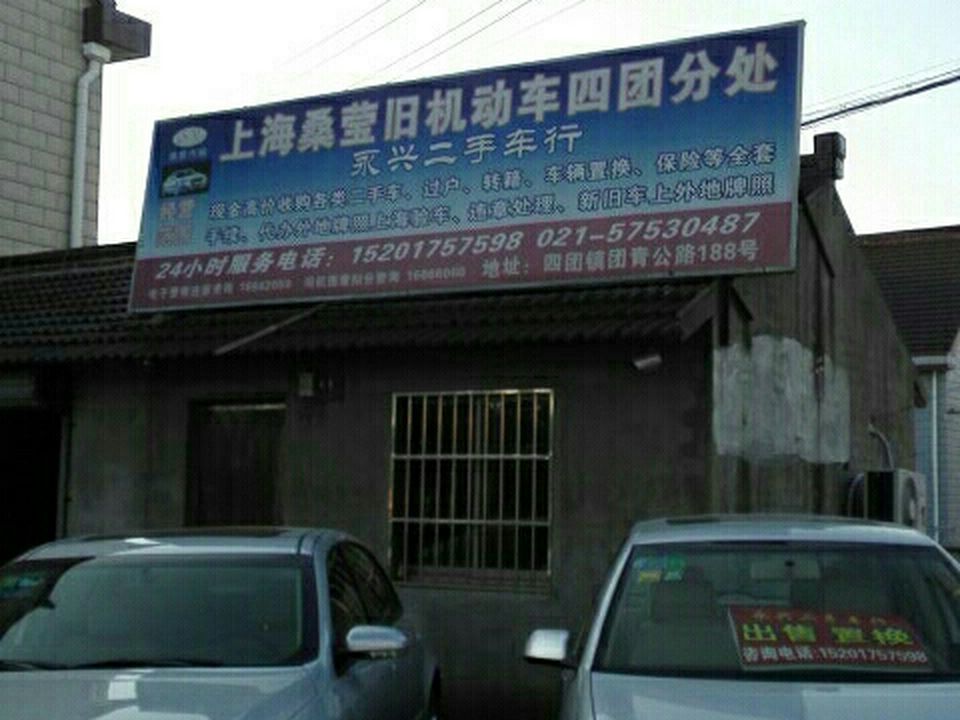 上海桑莹旧机动车四团分处
永兴二手车行
现金高价收购各类二手车、过户、转籍、车辆置换、保险等全套
手续、代办外地牌照上海验车、违章处理、新旧车上外地牌照
24小时服务电话：15201757598 021-57530487
地址：四团镇团青公路188号
出售 置换
咨询电话:15201757598